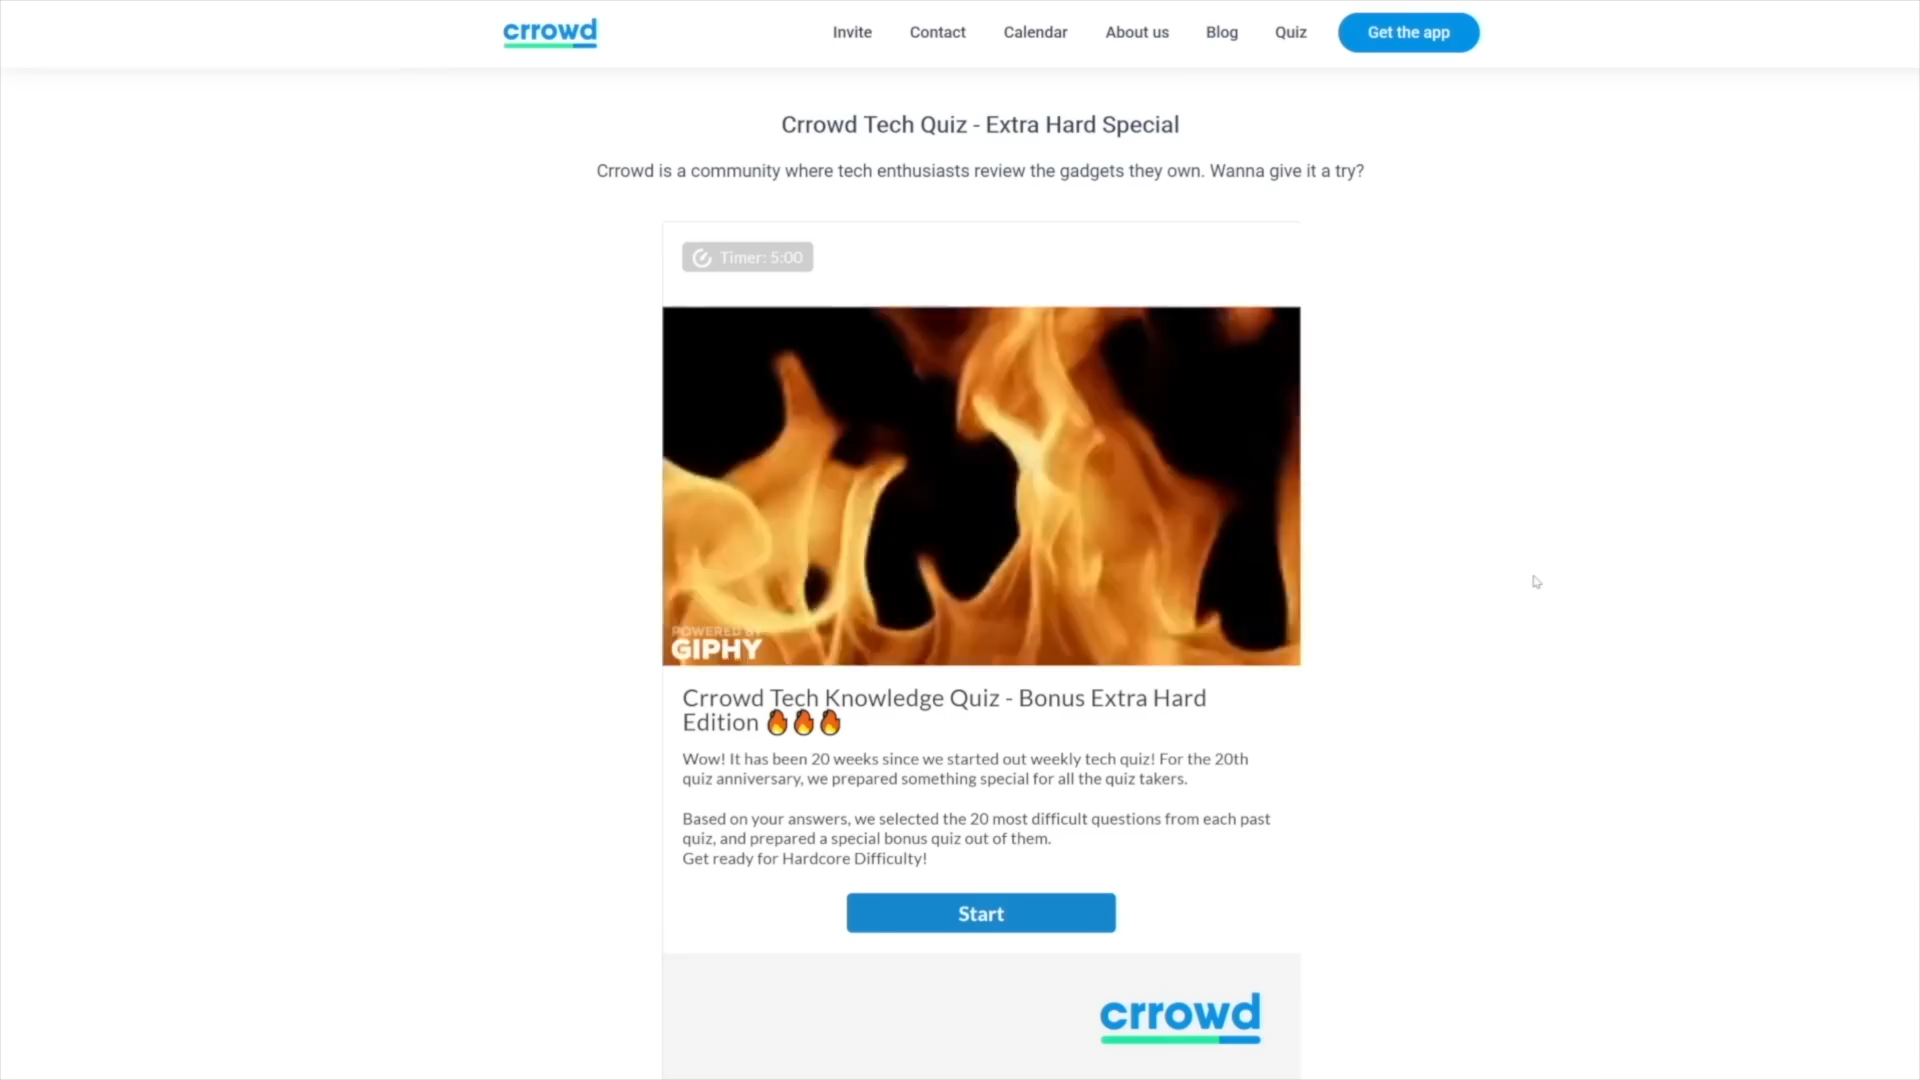 crrowd
Invite
Contact
Calendar
About us
Blog
Quiz
Get the app
Crrowd Tech Quiz - Extra Hard Special
Crrowd is a community where tech enthusiasts review the gadgets they own. Wanna give it a try?
Timer: 5:00
POWERED BY
GIPHY
Crrowd Tech Knowledge Quiz - Bonus Extra Hard
Edition 🔥🔥🔥
Wow! It has been 20 weeks since we started out weekly tech quiz! For the 20th
quiz anniversary, we prepared something special for all the quiz takers.
Based on your answers, we selected the 20 most difficult questions from each past
quiz, and prepared a special bonus quiz out of them.
Get ready for Hardcore Difficulty!
Start
crrowd